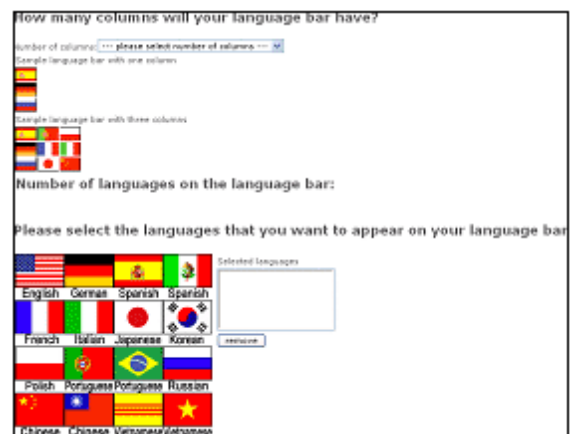 How many columns will your language bar have?
Number of columns: --- please select number of columns ---
Sample language bar with one column
Sample language bar with three columns
Number of languages on the language bar:
Please select the languages that you want to appear on your language bar
Selected languages
English German Spanish Spanish
French Italian Japanese Korean
remove
Polish Portuguese Portuguese Russian
Chinese Chinese Vietnamese Vietnamese